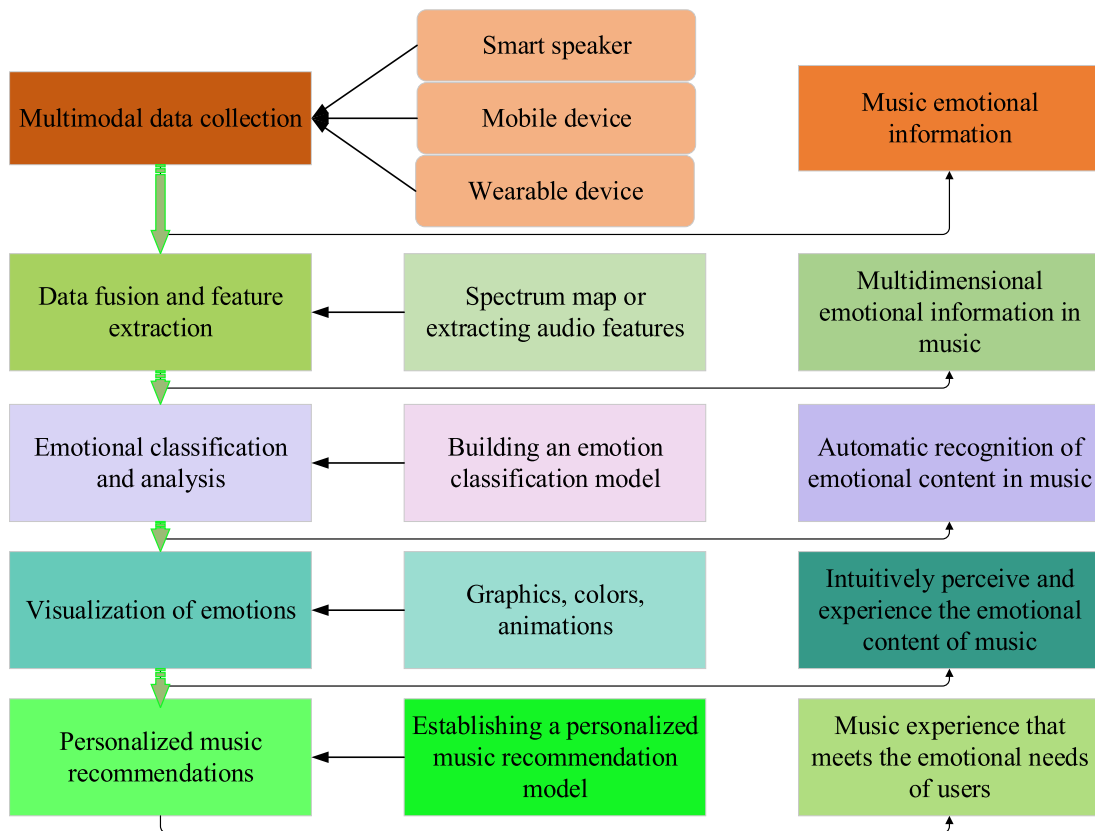 Smart speaker
Multimodal data collection
Mobile device
Wearable device
Music emotional
information
Data fusion and feature
extraction
Spectrum map or
extracting audio features
Multidimensional
emotional information in
music
Emotional classification
and analysis
Building an emotion
classification model
Automatic recognition of
emotional content in music
Visualization of emotions
Graphics, colors,
animations
Intuitively perceive and
experience the emotional
content of music
Personalized music
recommendations
Establishing a personalized
music recommendation
model
Music experience that
meets the emotional needs
of users